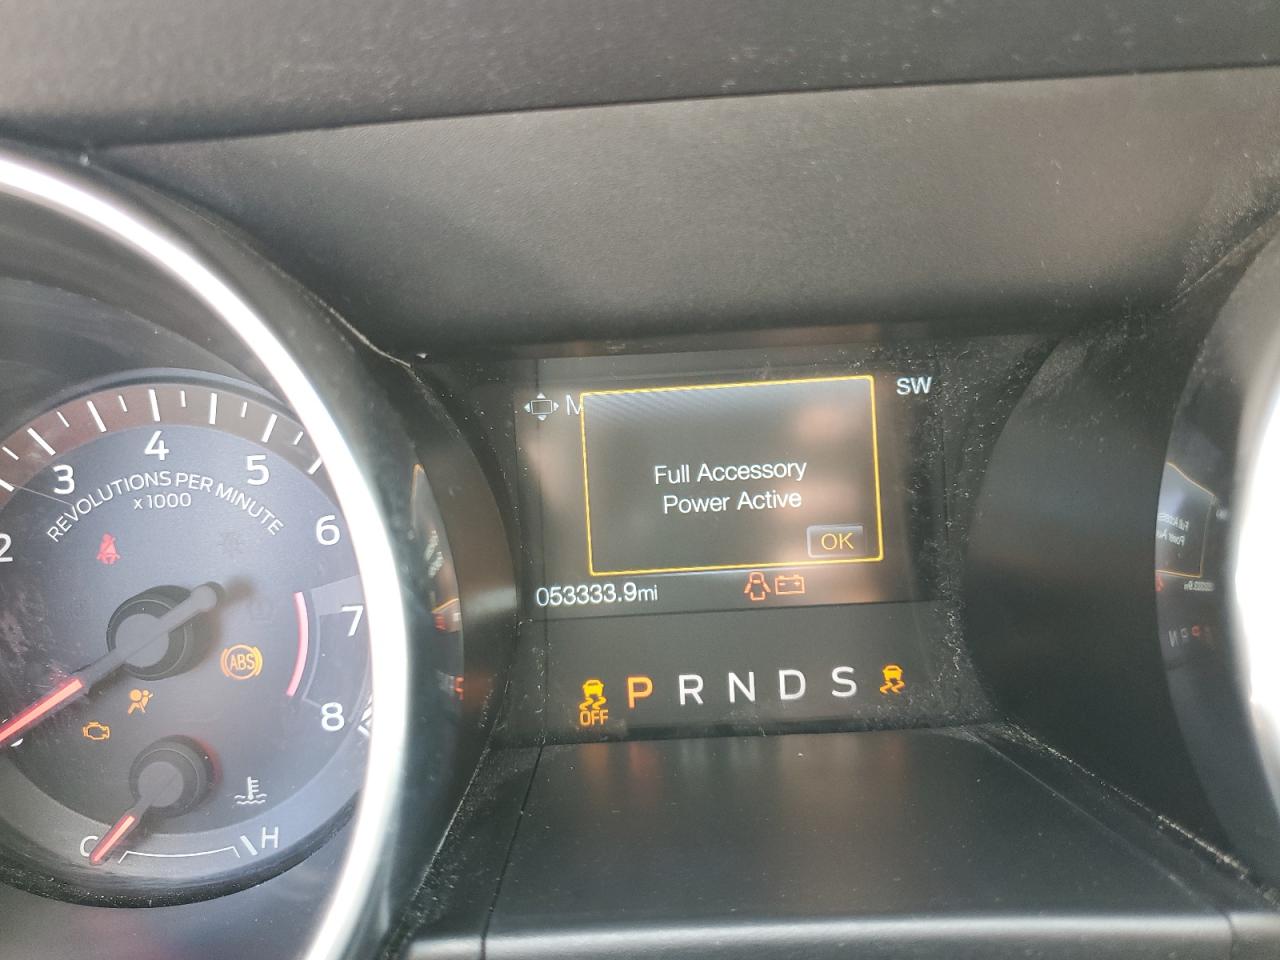 2
3
4
5
6
7
8
REVOLUTIONS PER MINUTE
x1000
ABS
C
H
M
SW
Full Accessory
Power Active
OK
053333.9mi
OFF
P R N D S